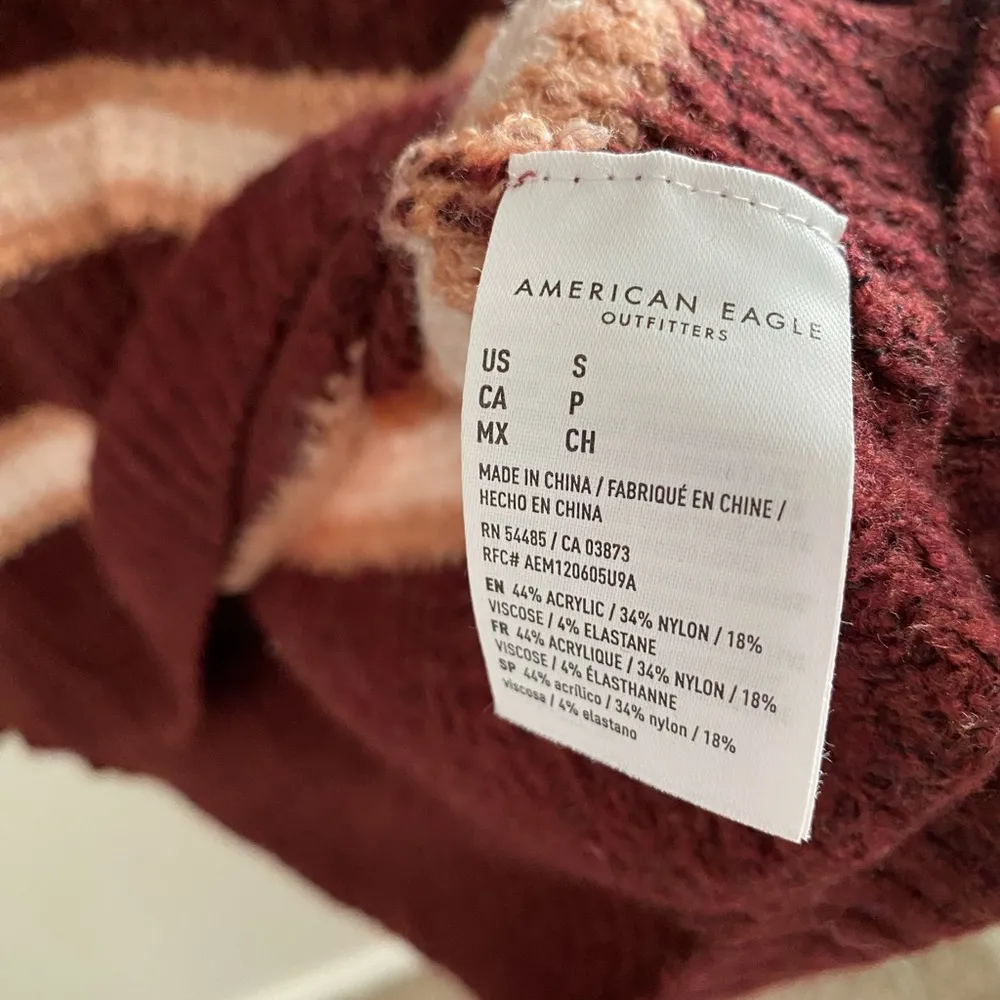 AMERICAN EAGLE
OUTFITTERS
US S
CA P
MX CH
MADE IN CHINA / FABRIQUÉ EN CHINE /
HECHO EN CHINA
RN 54485 / CA 03873
RFC# AEM120605U9A
EN 44% ACRYLIC / 34% NYLON / 18%
VISCOSE / 4% ELASTANE
FR 44% ACRYLIQUE / 34% NYLON / 18%
VISCOSE / 4% ÉLASTHANNE
SP 44% acrílico / 34% nylon / 18%
viscosa / 4% elastano